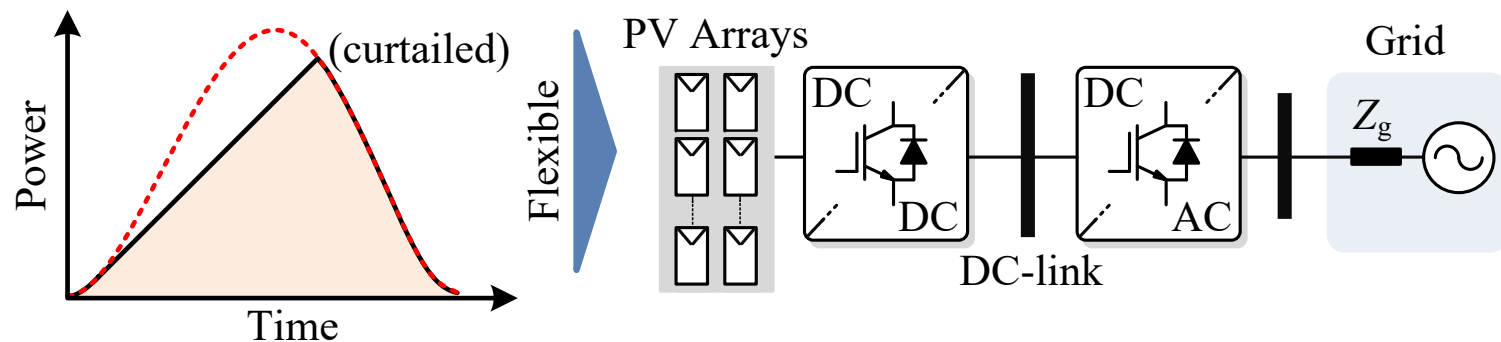 Power
(curtailed)
Time
Flexible
PV Arrays
DC
DC
DC-link
DC
AC
Grid
Zg